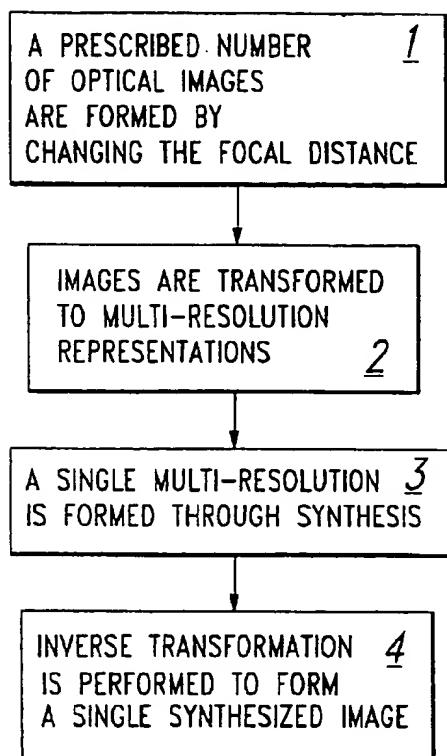 A PRESCRIBED NUMBER 1
OF OPTICAL IMAGES
ARE FORMED BY
CHANGING THE FOCAL DISTANCE
IMAGES ARE TRANSFORMED
TO MULTI-RESOLUTION
REPRESENTATIONS 2
A SINGLE MULTI-RESOLUTION 3
IS FORMED THROUGH SYNTHESIS
INVERSE TRANSFORMATION 4
IS PERFORMED TO FORM
A SINGLE SYNTHESIZED IMAGE